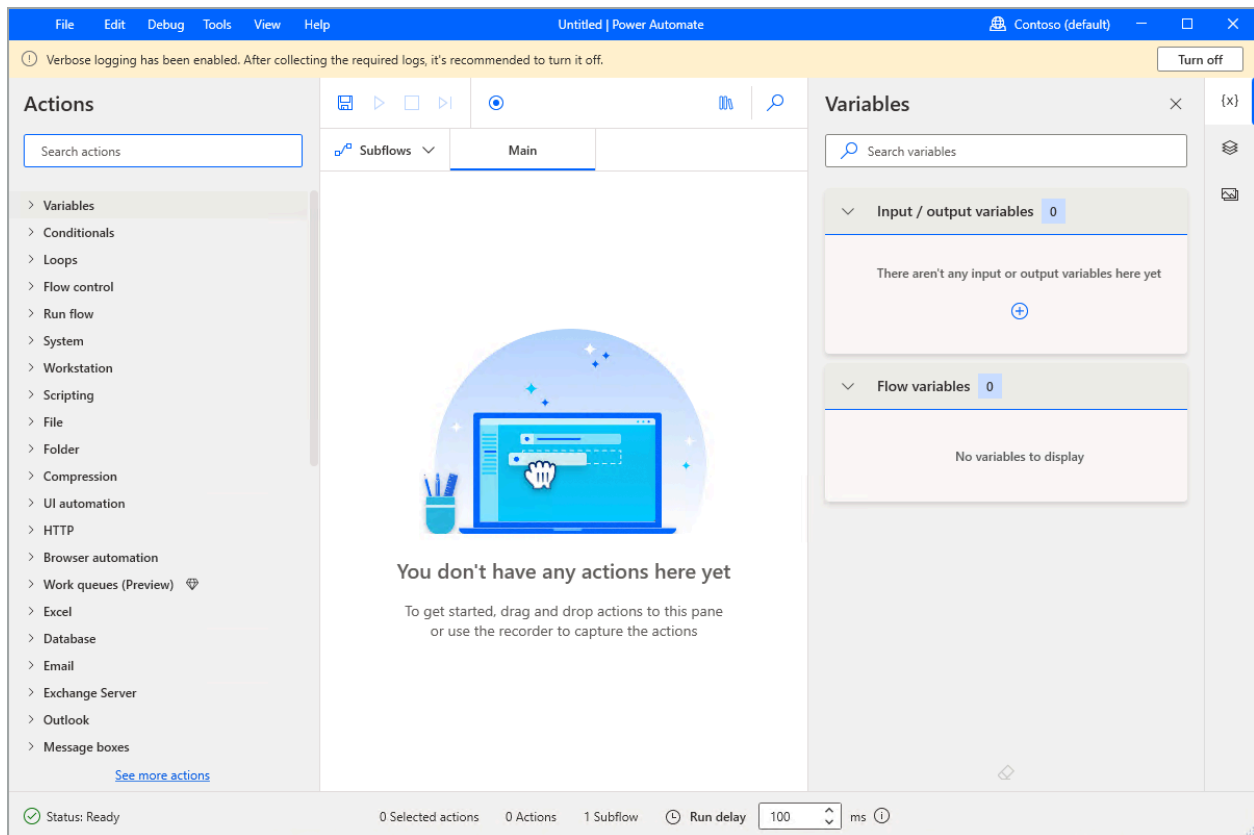 File Edit Debug Tools View Help Untitled | Power Automate Contoso (default)
Verbose logging has been enabled. After collecting the required logs, it's recommended to turn it off. Turn off
Actions
Search actions
Variables
Conditionals
Loops
Flow control
Run flow
System
Workstation
Scripting
File
Folder
Compression
UI automation
HTTP
Browser automation
Work queues (Preview)
Excel
Database
Email
Exchange Server
Outlook
Message boxes
See more actions
Subflows Main
You don't have any actions here yet
To get started, drag and drop actions to this pane
or use the recorder to capture the actions
Variables
{x}
Search variables
Input / output variables 0
There aren't any input or output variables here yet
Flow variables 0
No variables to display
Status: Ready 0 Selected actions 0 Actions 1 Subflow Run delay 100 ms